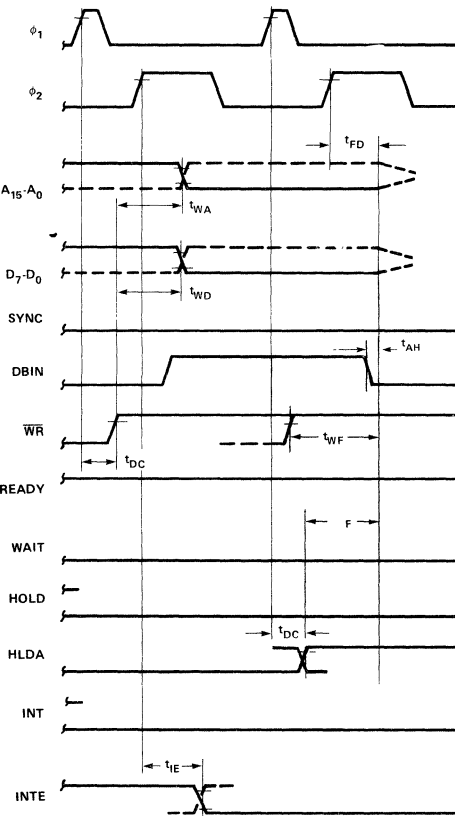 ϕ1
ϕ2
tFD
A15-A0
tWA
D7-D0
tWD
SYNC
tAH
DBIN
WR
tWF
tDC
READY
F
WAIT
HOLD
tDC
HLDA
INT
tIE
INTE